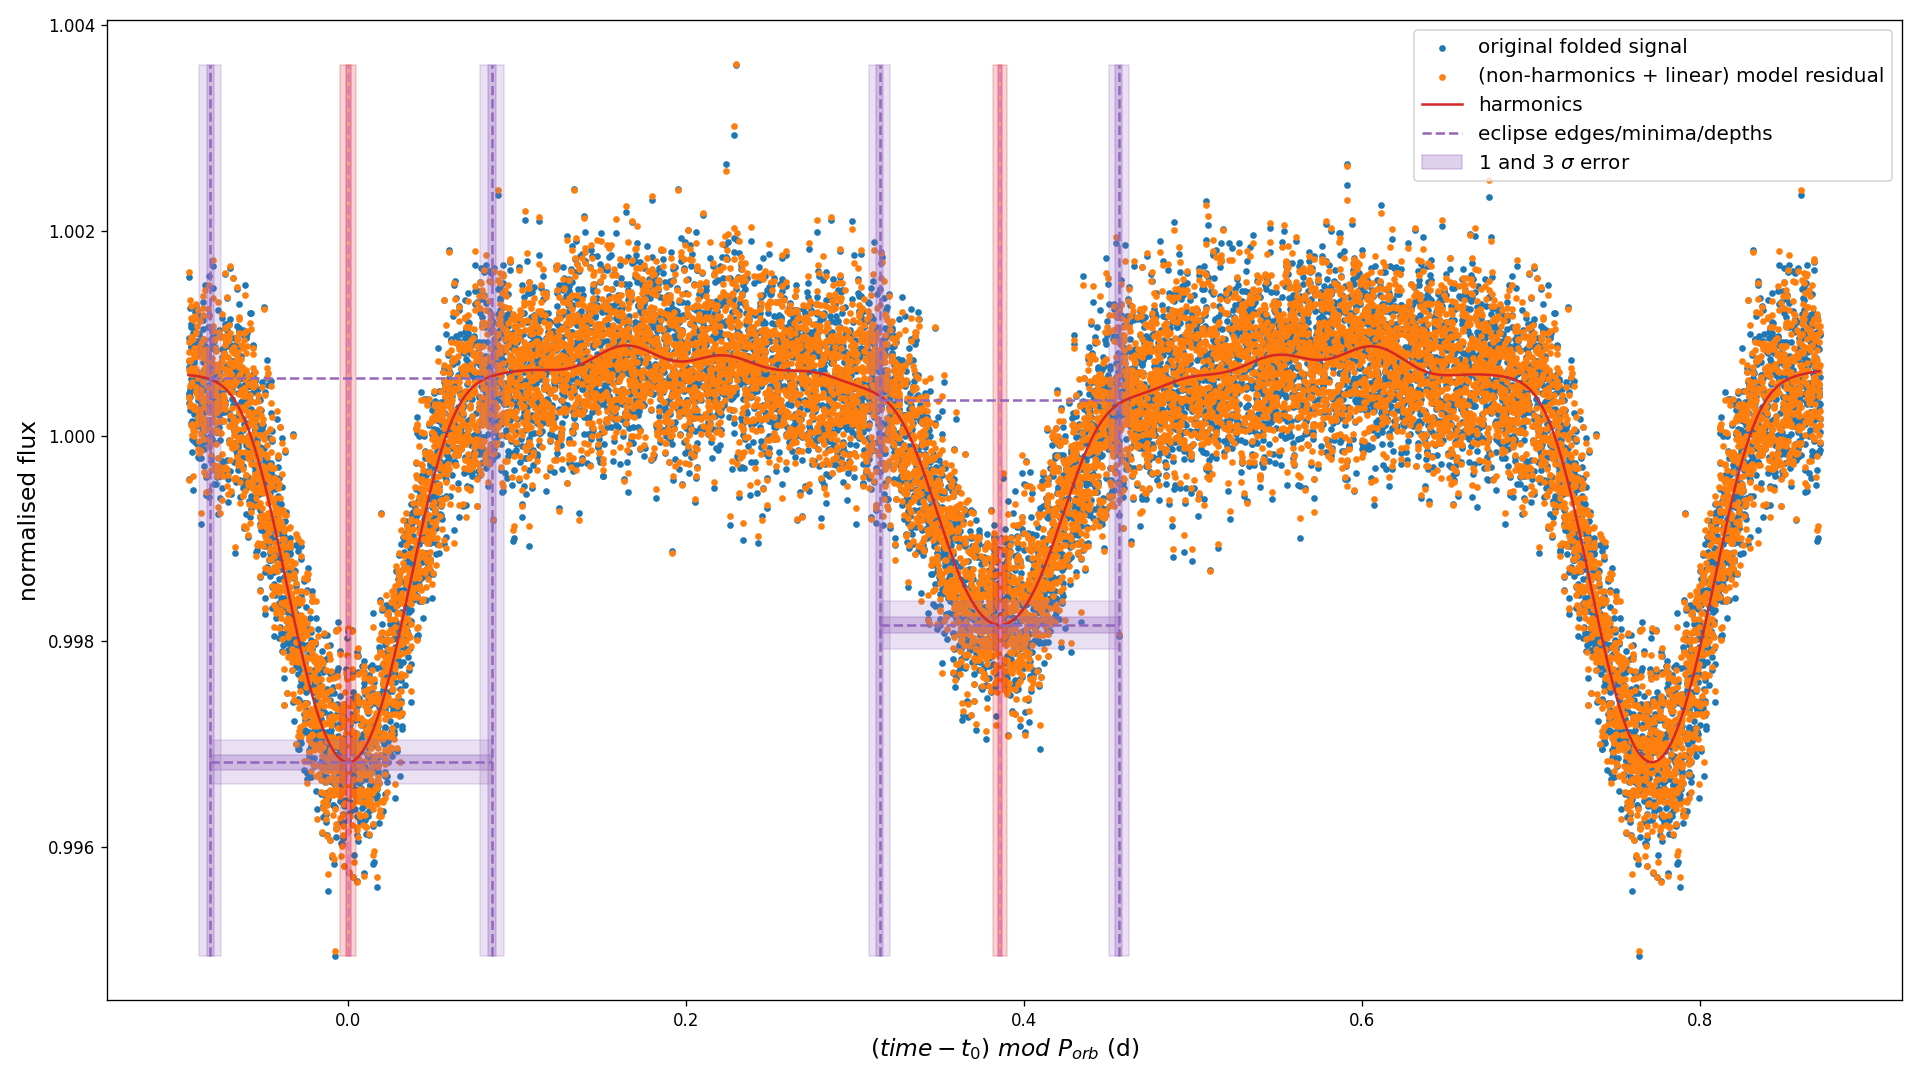 1.004
1.002
1.000
0.998
0.996
normalised flux
original folded signal
(non-harmonics + linear) model residual
harmonics
eclipse edges/minima/depths
1 and 3 σ error
0.0 0.2 0.4 0.6 0.8
(time − t₀) mod Pₒᵣᵦ (d)